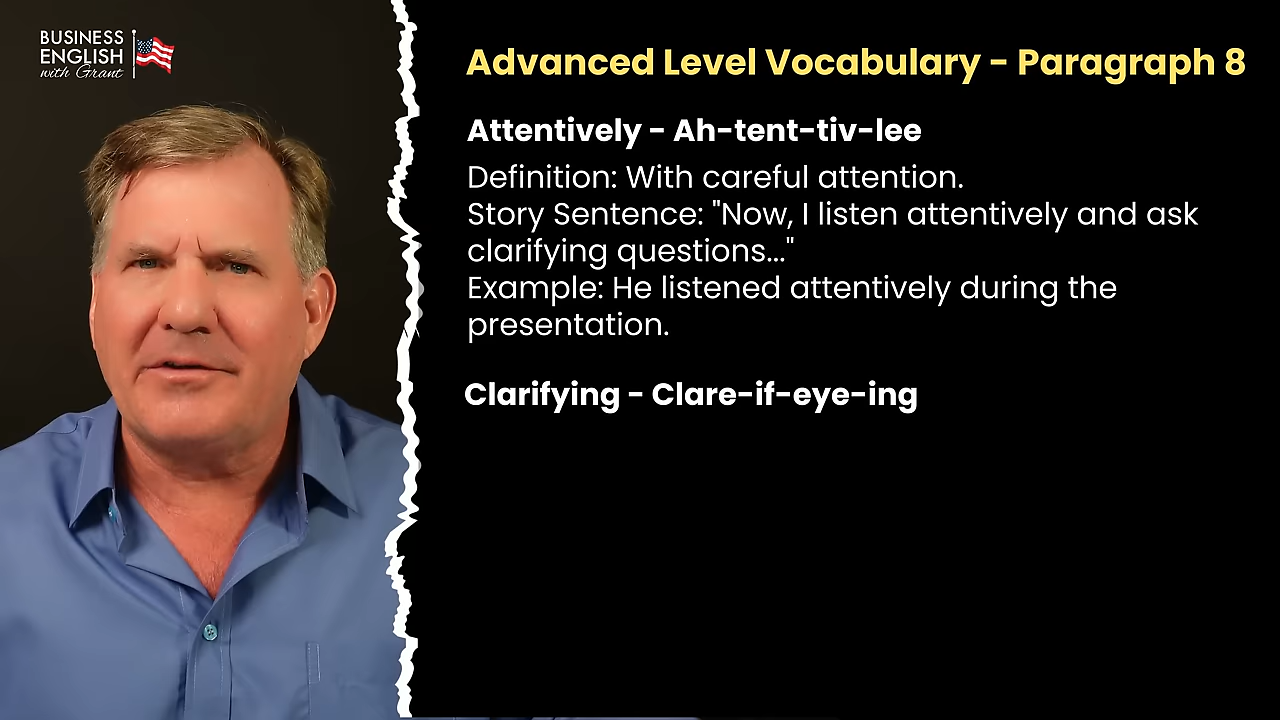 BUSINESS
ENGLISH
with Grant
Advanced Level Vocabulary - Paragraph 8
Attentively - Ah-tent-tiv-lee
Definition: With careful attention.
Story Sentence: "Now, I listen attentively and ask
clarifying questions..."
Example: He listened attentively during the
presentation.
Clarifying - Clare-if-eye-ing